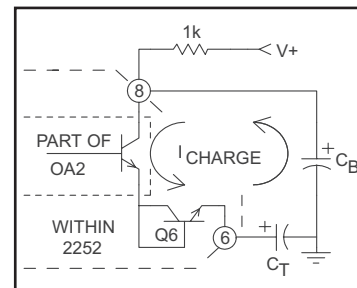 1k
V+
8
PART OF
OA2
I CHARGE
+
C B
WITHIN
2252
Q6
6
+
C T